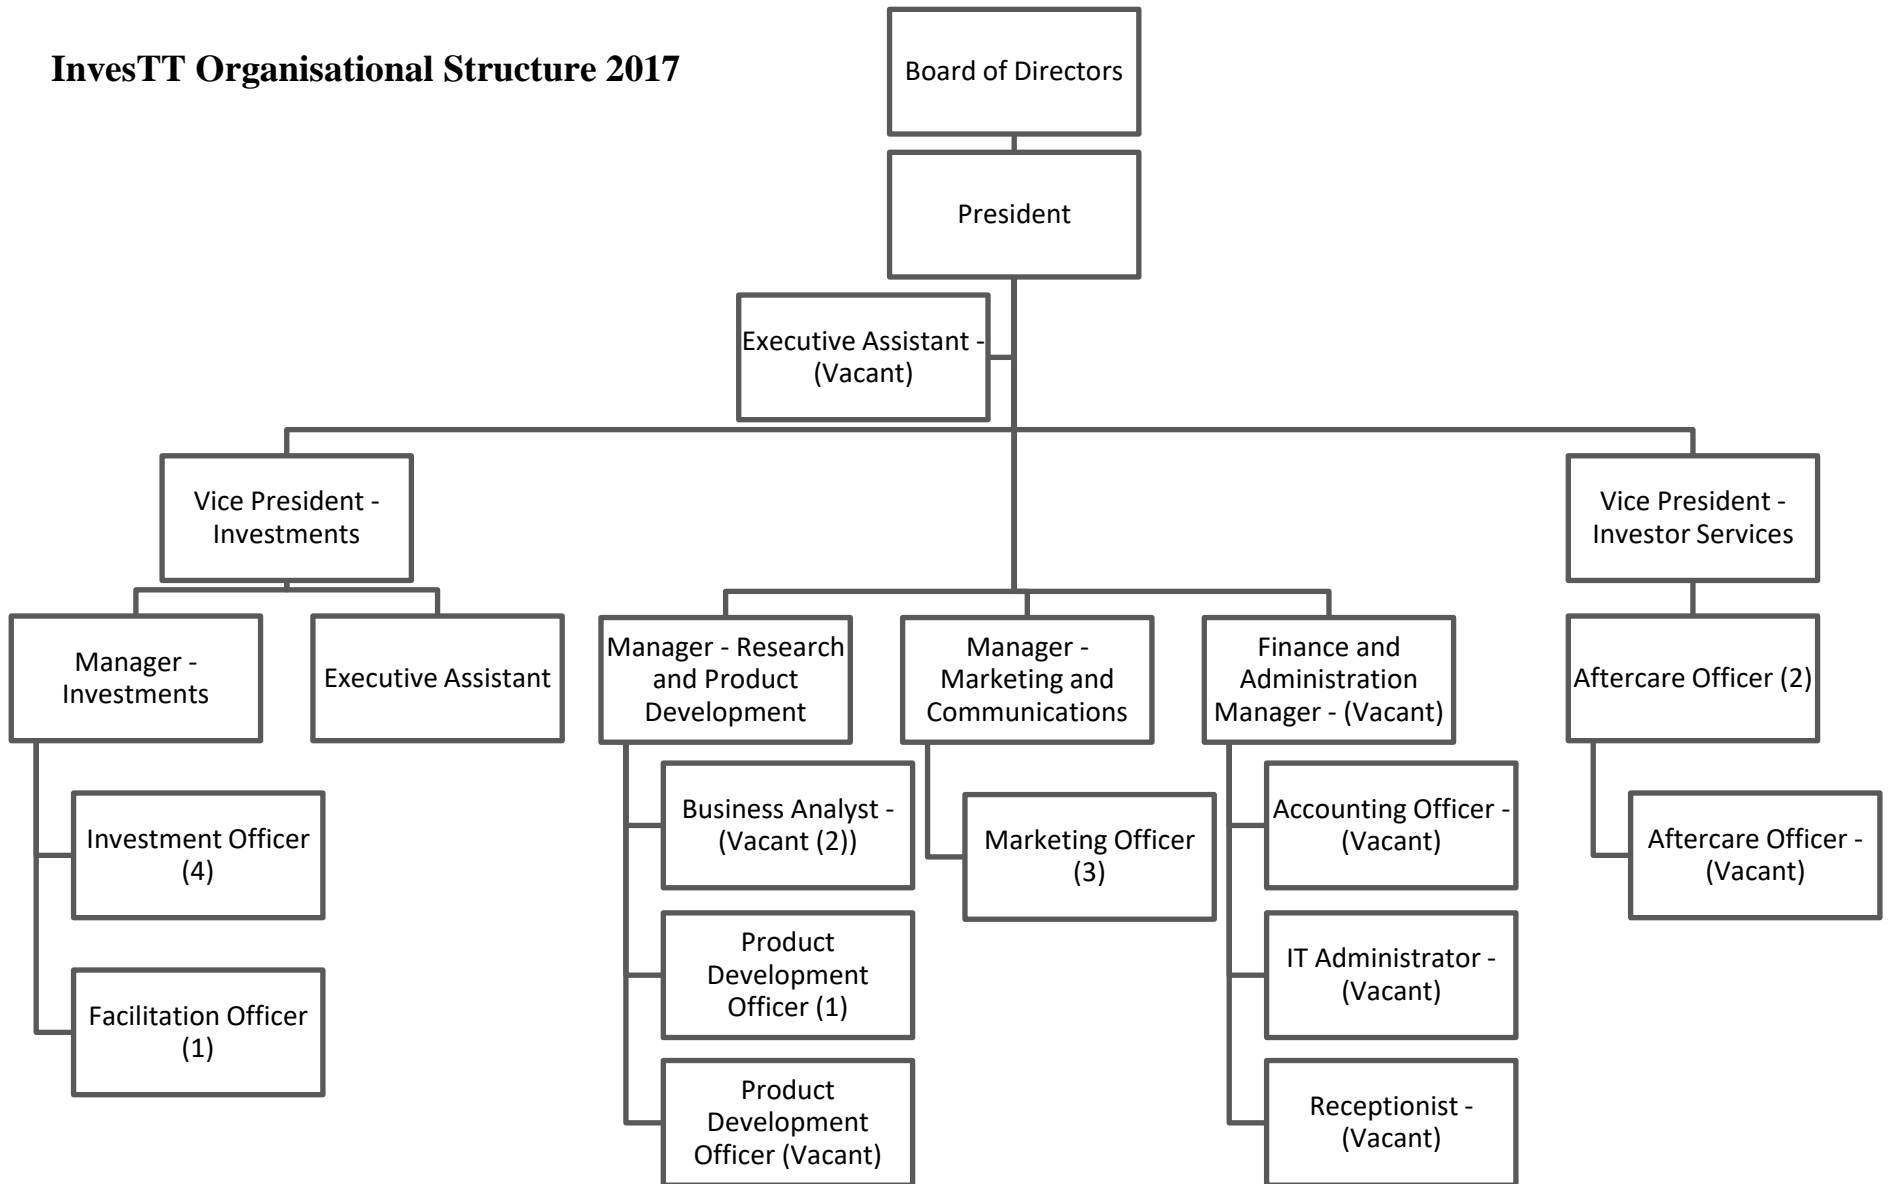 InvesTT Organisational Structure 2017
Board of Directors
President
Executive Assistant -
(Vacant)
Vice President -
Investments
Vice President -
Investor Services
Manager -
Investments
Executive Assistant
Manager - Research
and Product
Development
Manager -
Marketing and
Communications
Finance and
Administration
Manager - (Vacant)
Aftercare Officer (2)
Investment Officer
(4)
Facilitation Officer
(1)
Business Analyst -
(Vacant (2))
Product
Development
Officer (1)
Product
Development
Officer (Vacant)
Marketing Officer
(3)
Accounting Officer -
(Vacant)
IT Administrator -
(Vacant)
Receptionist -
(Vacant)
Aftercare Officer -
(Vacant)